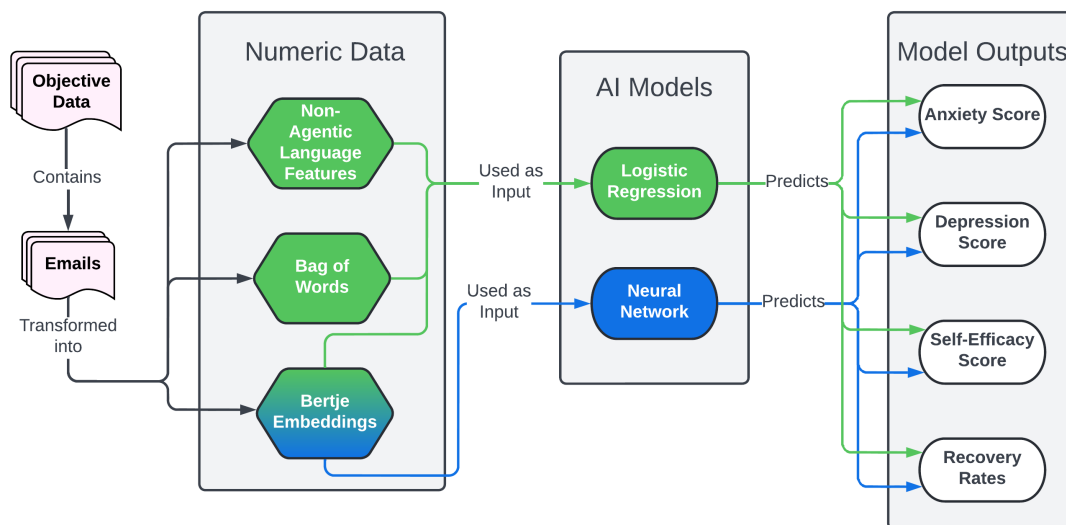 Objective
Data
Contains
Emails
Transformed
into
Numeric Data
Non-
Agentic
Language
Features
Bag of
Words
Bertje
Embeddings
Used as
Input
Used as
Input
AI Models
Logistic
Regression
Neural
Network
Predicts
Predicts
Model Outputs
Anxiety Score
Depression
Score
Self-Efficacy
Score
Recovery
Rates